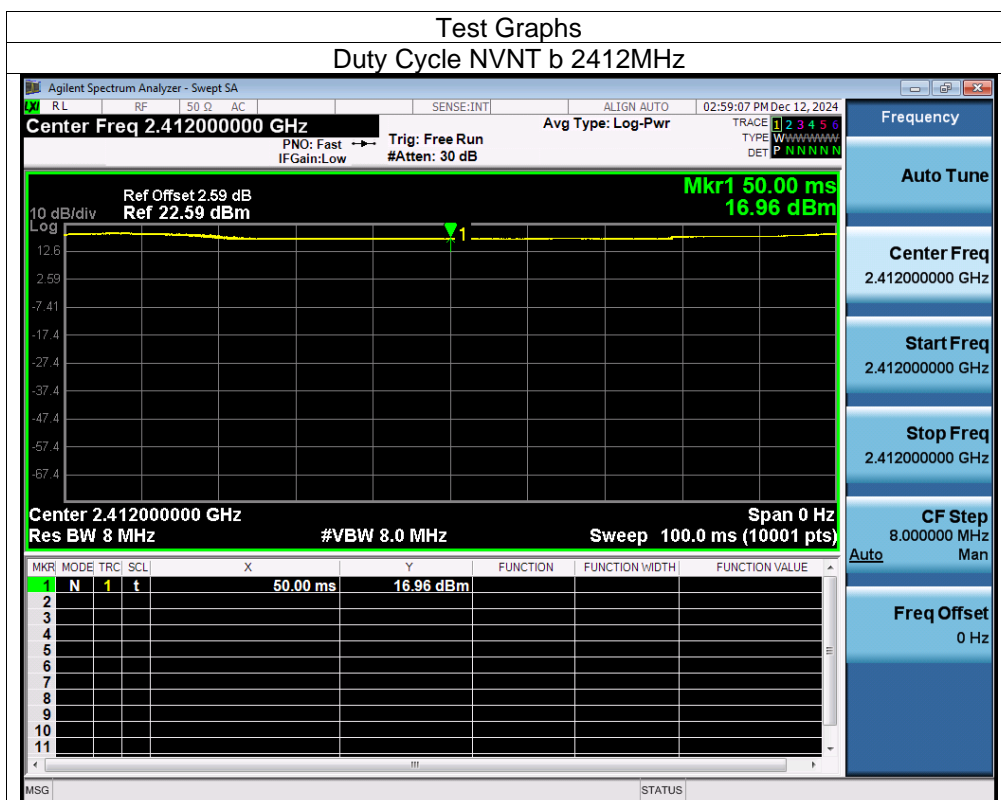 Test Graphs
Duty Cycle NVNT b 2412MHz
Agilent Spectrum Analyzer - Swept SA
LXI RL RF 50 Ω AC SENSE:INT ALIGN AUTO 02:59:07 PM Dec 12, 2024
Center Freq 2.412000000 GHz
PNO: Fast
IFGain:Low
Trig: Free Run
#Atten: 30 dB
Avg Type: Log-Pwr
TRACE 1 2 3 4 5 6
TYPE WWWWWW
DET P N N N N N
Ref Offset 2.59 dB
Ref 22.59 dBm
10 dB/div
Log
Mkr1 50.00 ms
16.96 dBm
1
12.6
2.59
-7.41
-17.4
-27.4
-37.4
-47.4
-57.4
-67.4
Center 2.412000000 GHz Span 0 Hz
Res BW 8 MHz #VBW 8.0 MHz Sweep 100.0 ms (10001 pts)
MKR MODE TRC SCL X Y FUNCTION FUNCTION WIDTH FUNCTION VALUE
1 N 1 t 50.00 ms 16.96 dBm
2
3
4
5
6
7
8
9
10
11
MSG STATUS
Frequency
Auto Tune
Center Freq
2.412000000 GHz
Start Freq
2.412000000 GHz
Stop Freq
2.412000000 GHz
CF Step
8.000000 MHz
Auto Man
Freq Offset
0 Hz